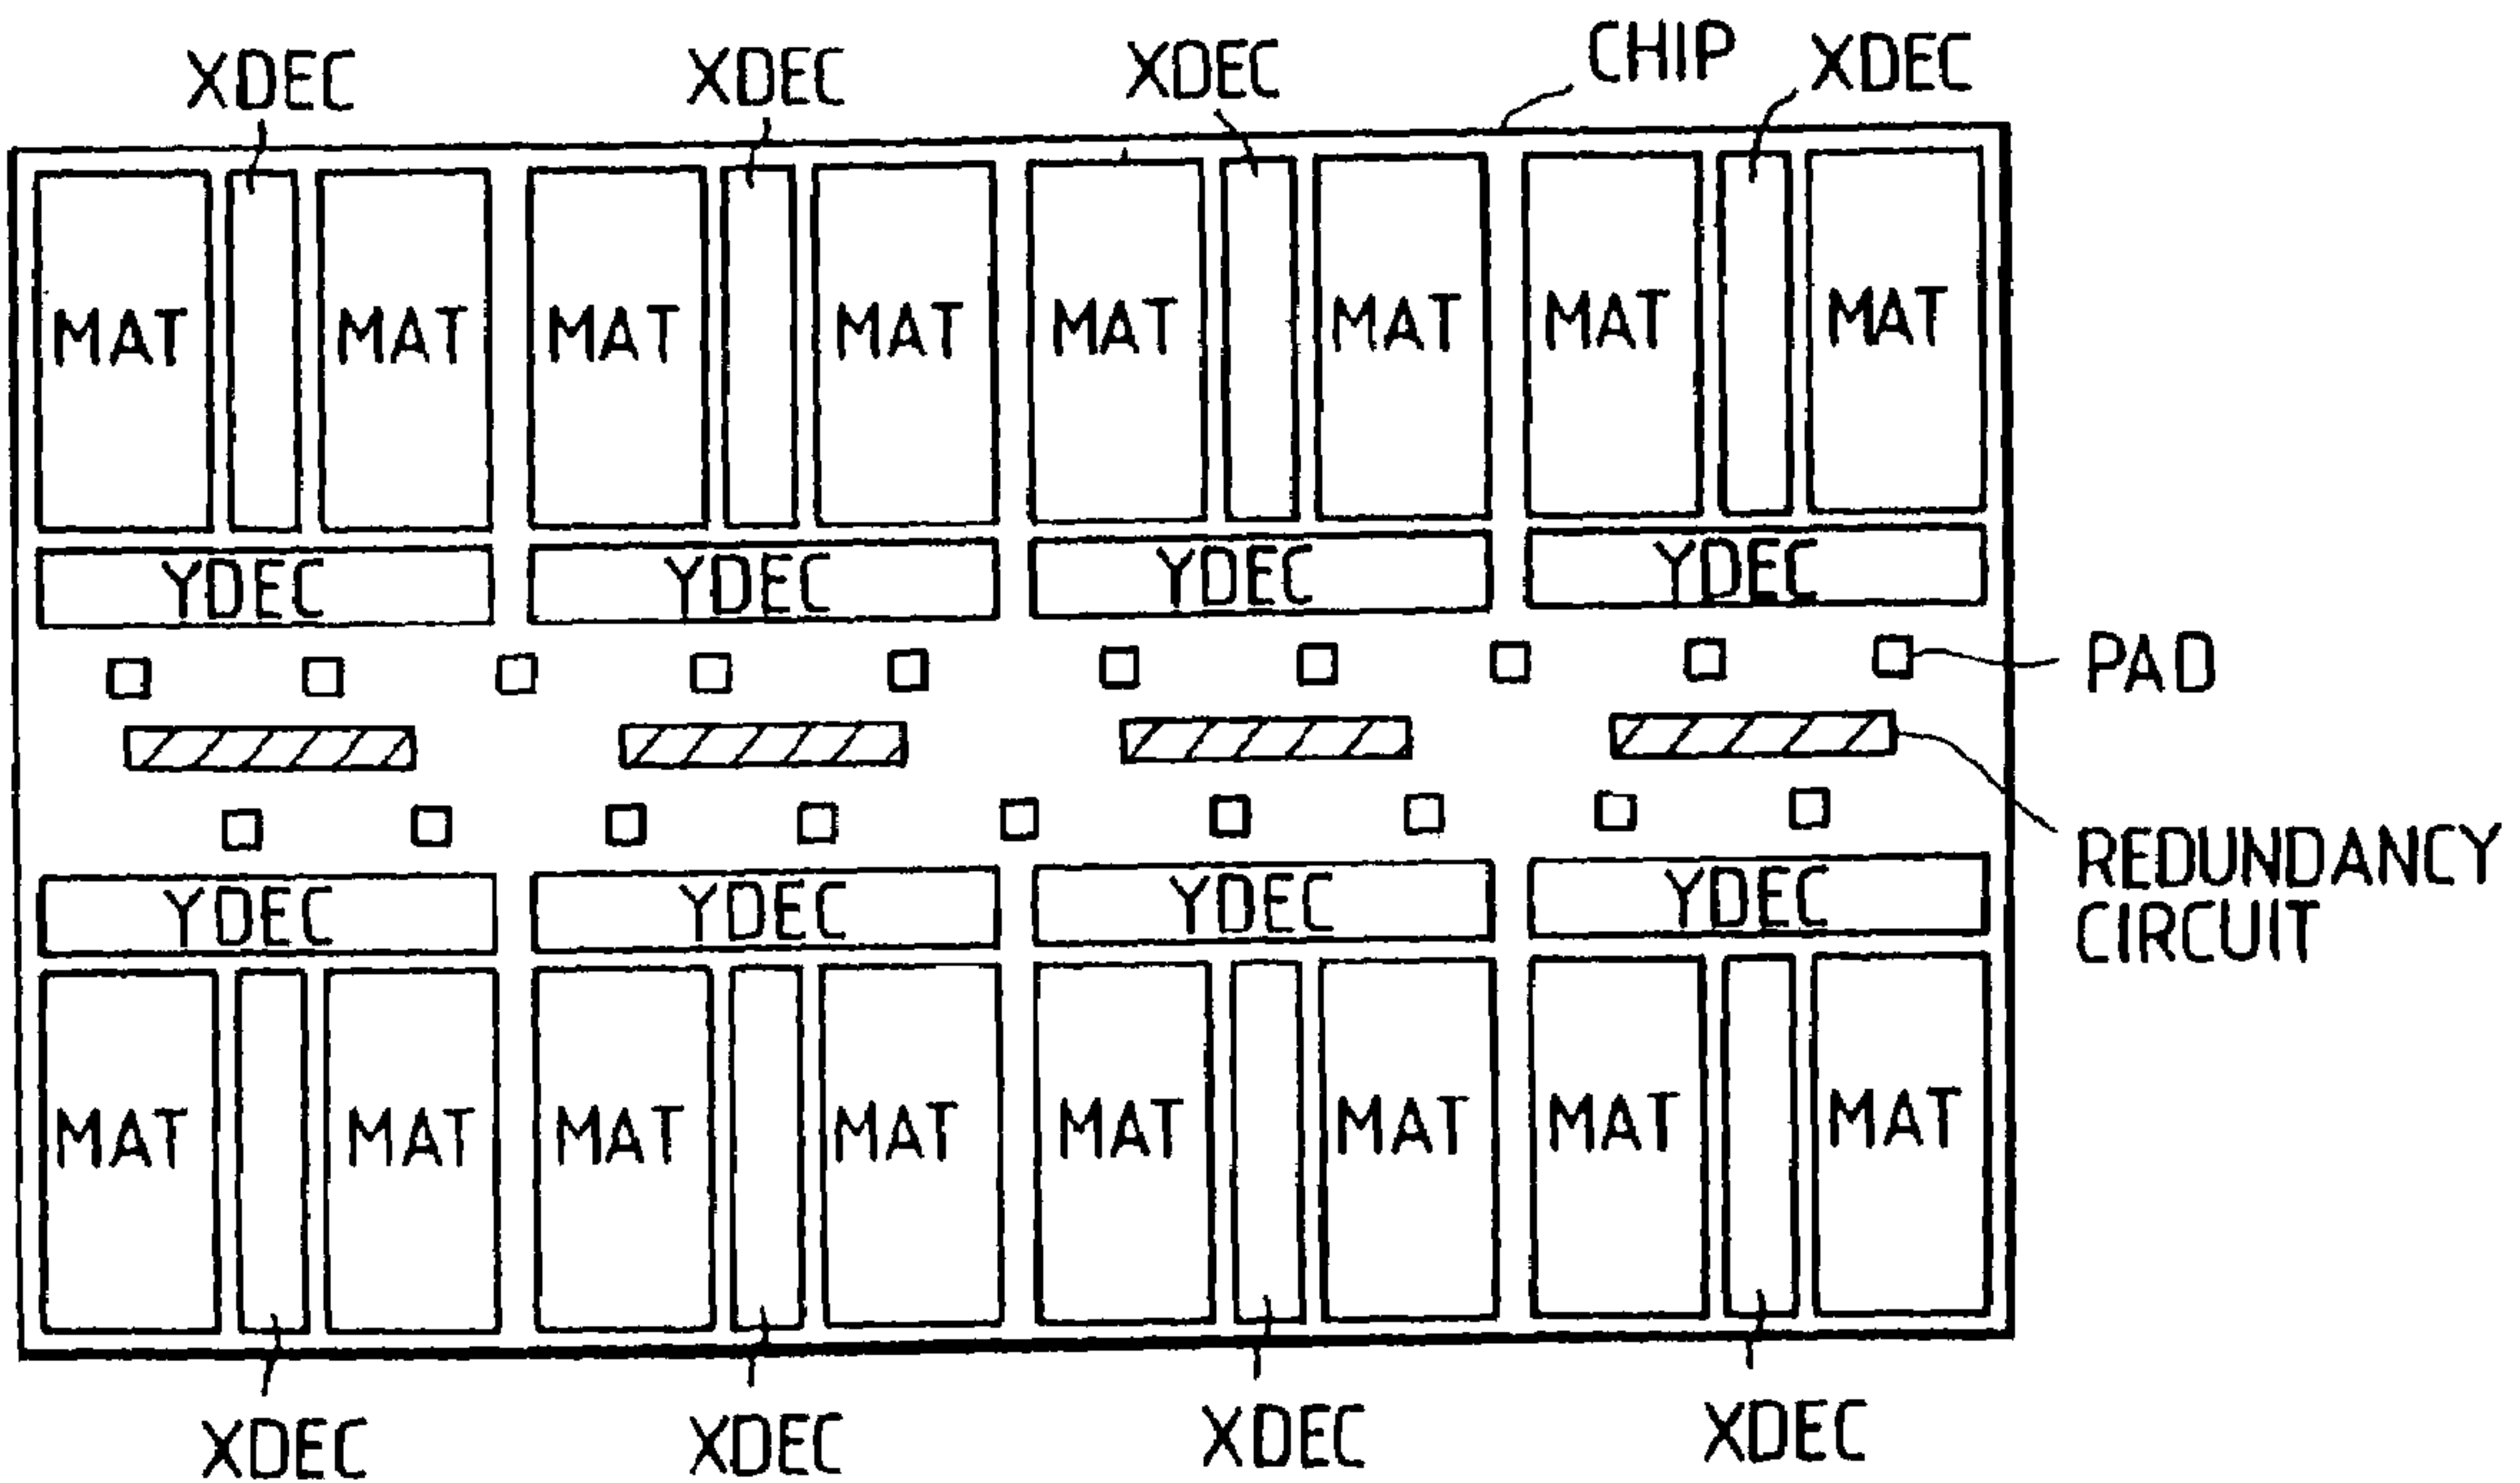 XDEC XDEC XDEC CHIP XDEC
MAT MAT MAT MAT MAT MAT MAT MAT
YDEC YDEC YDEC YDEC
PAD
REDUNDANCY
CIRCUIT
YDEC YDEC YDEC YDEC
MAT MAT MAT MAT MAT MAT MAT MAT
XDEC XDEC XDEC XDEC